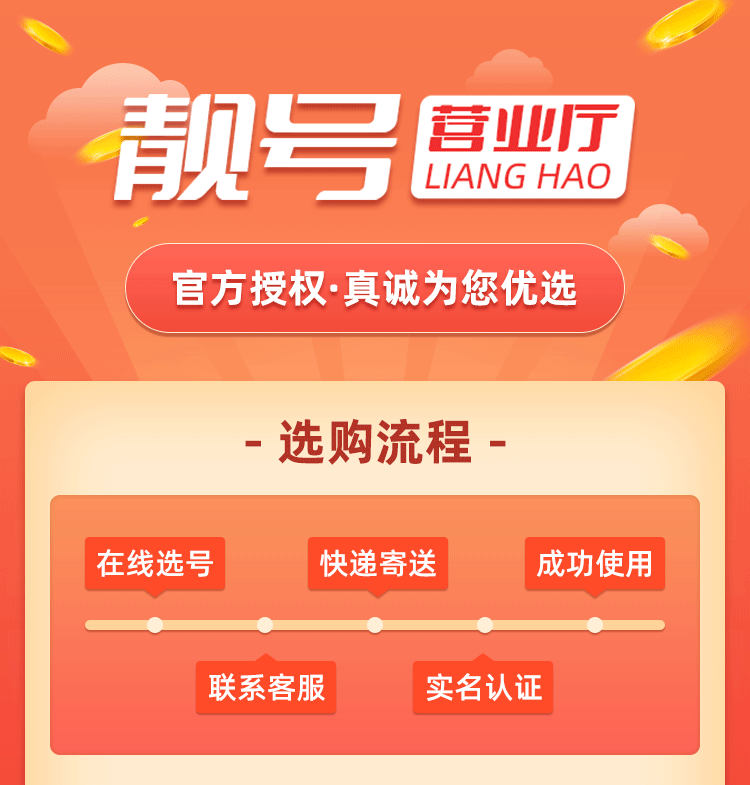 靓号
营业厅
LIANG HAO
官方授权·真诚为您优选
- 选购流程 -
在线选号
联系客服
快递寄送
实名认证
成功使用